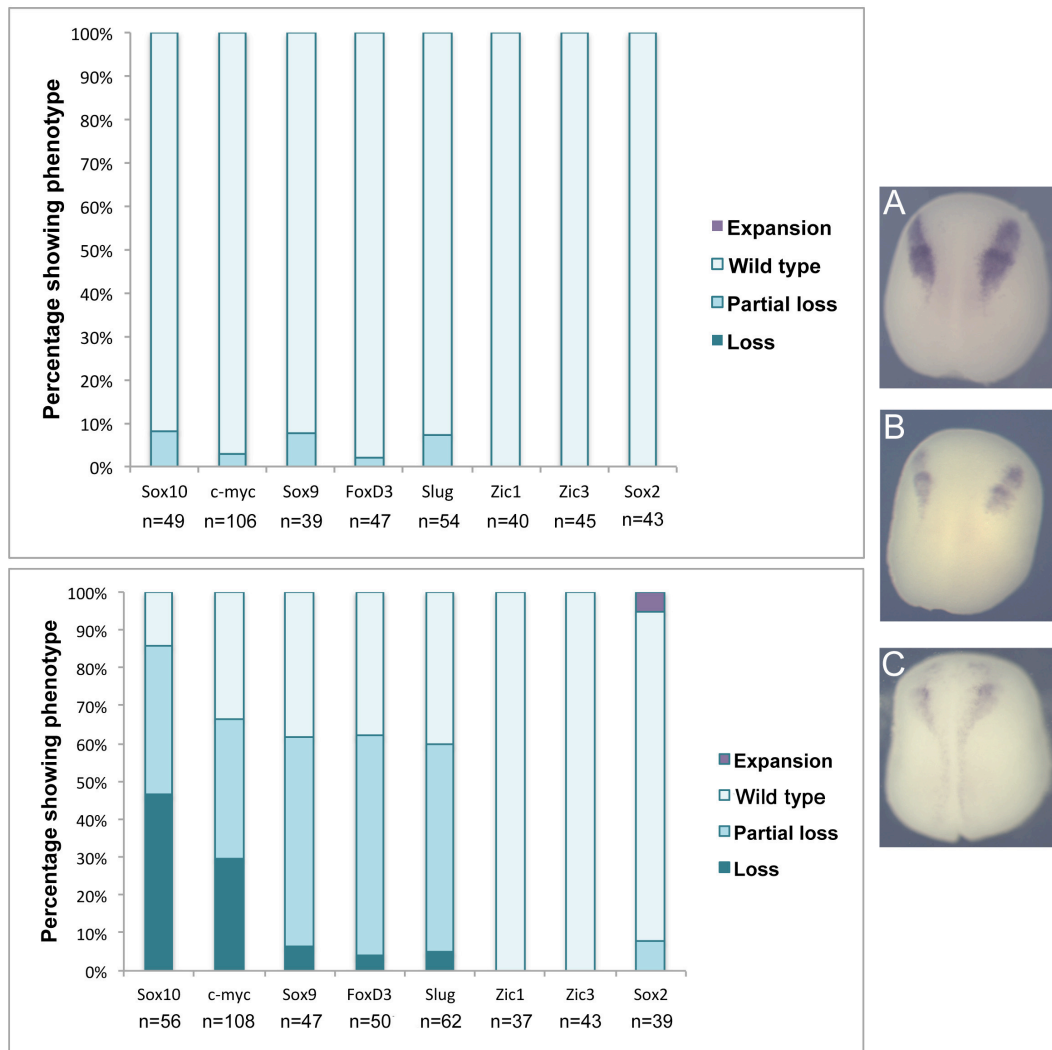 Percentage showing phenotype
100%
90%
80%
70%
60%
50%
40%
30%
20%
10%
0%
Sox10 c-myc Sox9 FoxD3 Slug Zic1 Zic3 Sox2
n=49 n=106 n=39 n=47 n=54 n=40 n=45 n=43
Expansion
Wild type
Partial loss
Loss
A
B
C
Percentage showing phenotype
100%
90%
80%
70%
60%
50%
40%
30%
20%
10%
0%
Sox10 c-myc Sox9 FoxD3 Slug Zic1 Zic3 Sox2
n=56 n=108 n=47 n=50 n=62 n=37 n=43 n=39
Expansion
Wild type
Partial loss
Loss